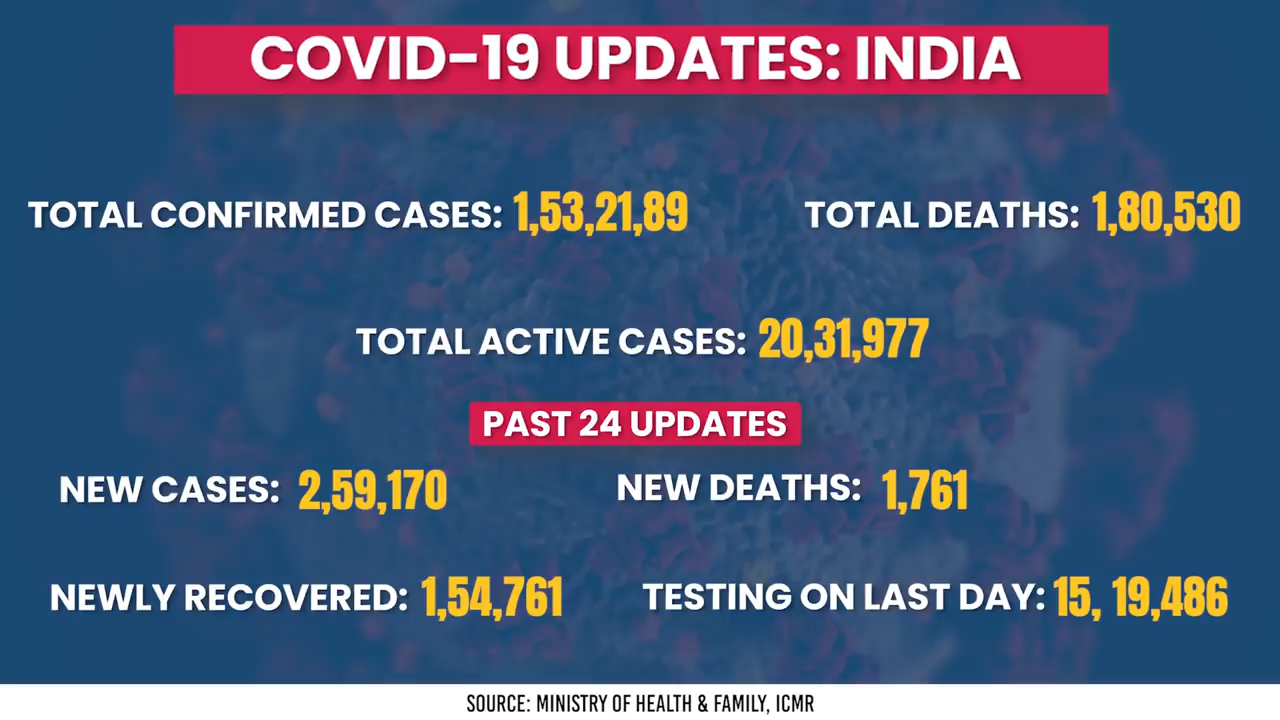 COVID-19 UPDATES: INDIA
TOTAL CONFIRMED CASES: 1,53,21,89
TOTAL DEATHS: 1,80,530
TOTAL ACTIVE CASES: 20,31,977
PAST 24 UPDATES
NEW CASES: 2,59,170
NEW DEATHS: 1,761
NEWLY RECOVERED: 1,54,761
TESTING ON LAST DAY: 15, 19,486
SOURCE: MINISTRY OF HEALTH & FAMILY, ICMR